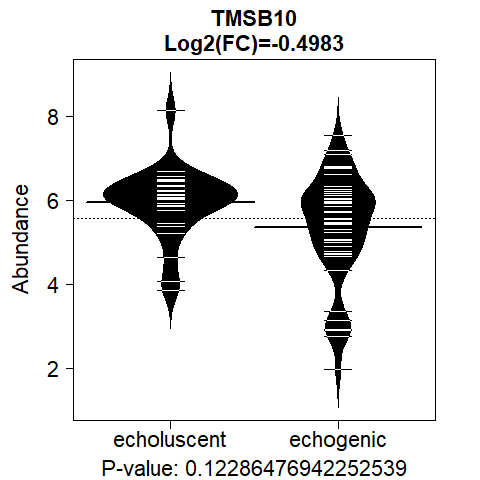 TMSB10
Log2(FC)=-0.4983
Abundance
8
6
4
2
echoluscent echogenic
P-value: 0.12286476942252539